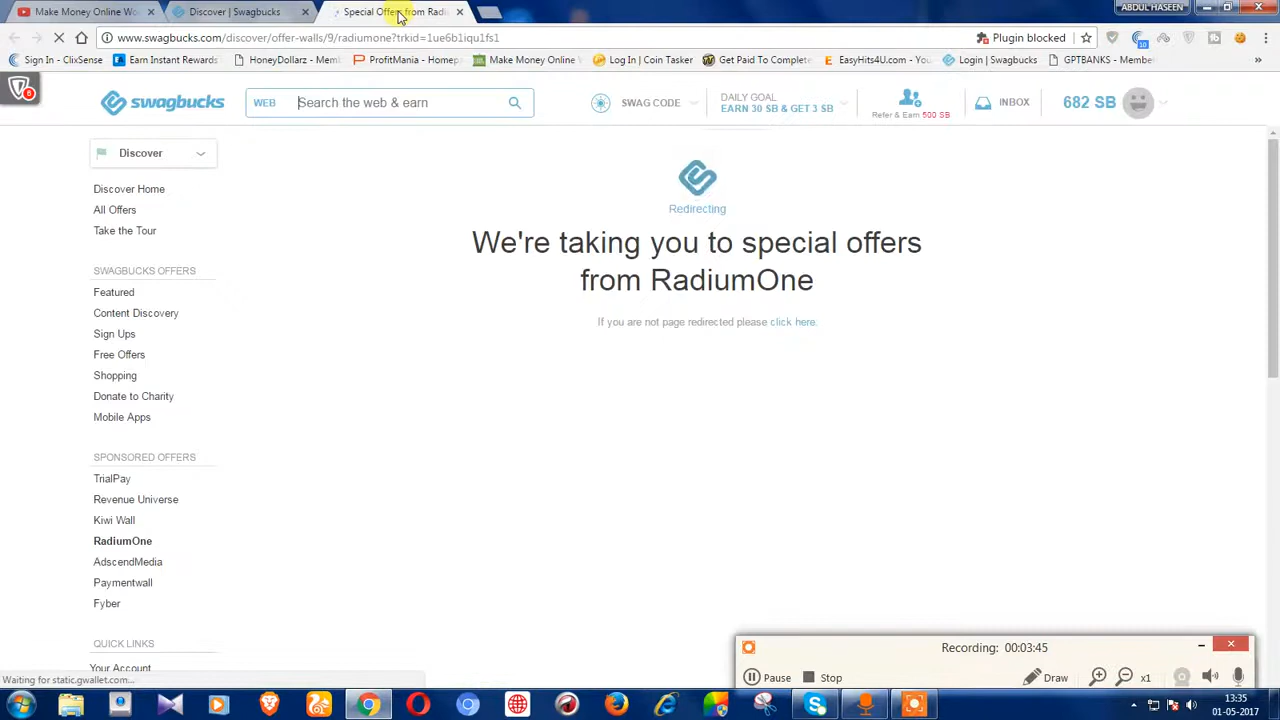 Make Money Online Wo
Discover | Swagbucks
Special Offers from Radi
ABDUL HASEEN
www.swagbucks.com/discover/offer-walls/9/radiumone?trkid=1ue6b1iqu1fs1
Plugin blocked
10
Sign In - ClixSense
Earn Instant Rewards
HoneyDollarz - Mem
ProfitMania - Homep
Make Money Online
Log In | Coin Tasker
Get Paid To Complete
EasyHits4U.com - You
Login | Swagbucks
GPTBANKS - Membe
»
swagbucks
WEB
Search the web & earn
SWAG CODE
DAILY GOAL
EARN 30 SB & GET 3 SB
Refer & Earn 500 SB
INBOX
682 SB
Discover
Discover Home
All Offers
Take the Tour
SWAGBUCKS OFFERS
Featured
Content Discovery
Sign Ups
Free Offers
Shopping
Donate to Charity
Mobile Apps
SPONSORED OFFERS
TrialPay
Revenue Universe
Kiwi Wall
RadiumOne
AdscendMedia
Paymentwall
Fyber
QUICK LINKS
Your Account
Redirecting
We're taking you to special offers
from RadiumOne
If you are not page redirected please click here.
Recording: 00:03:45
Pause
Stop
Draw
x1
Waiting for static.gwallet.com...
13:35
01-05-2017